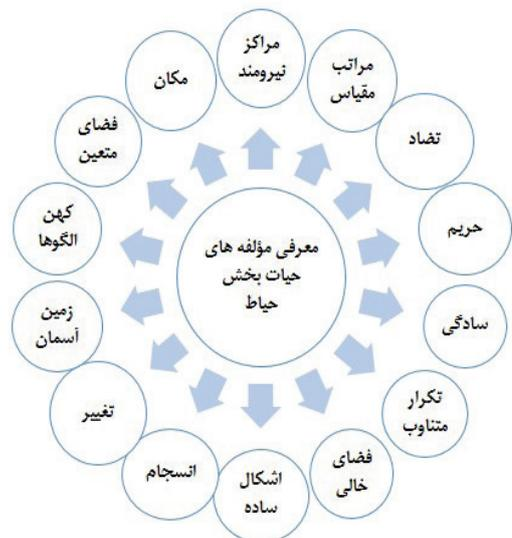 معرفی مؤلفه های
حیات بخش
حیاط
مراکز
نیرومند
مراتب
مقیاس
تضاد
حریم
سادگی
تکرار
متناوب
فضای
خالی
اشکال
ساده
انسجام
تغییر
زمین
آسمان
کهن
الگوها
فضای
متعین
مکان